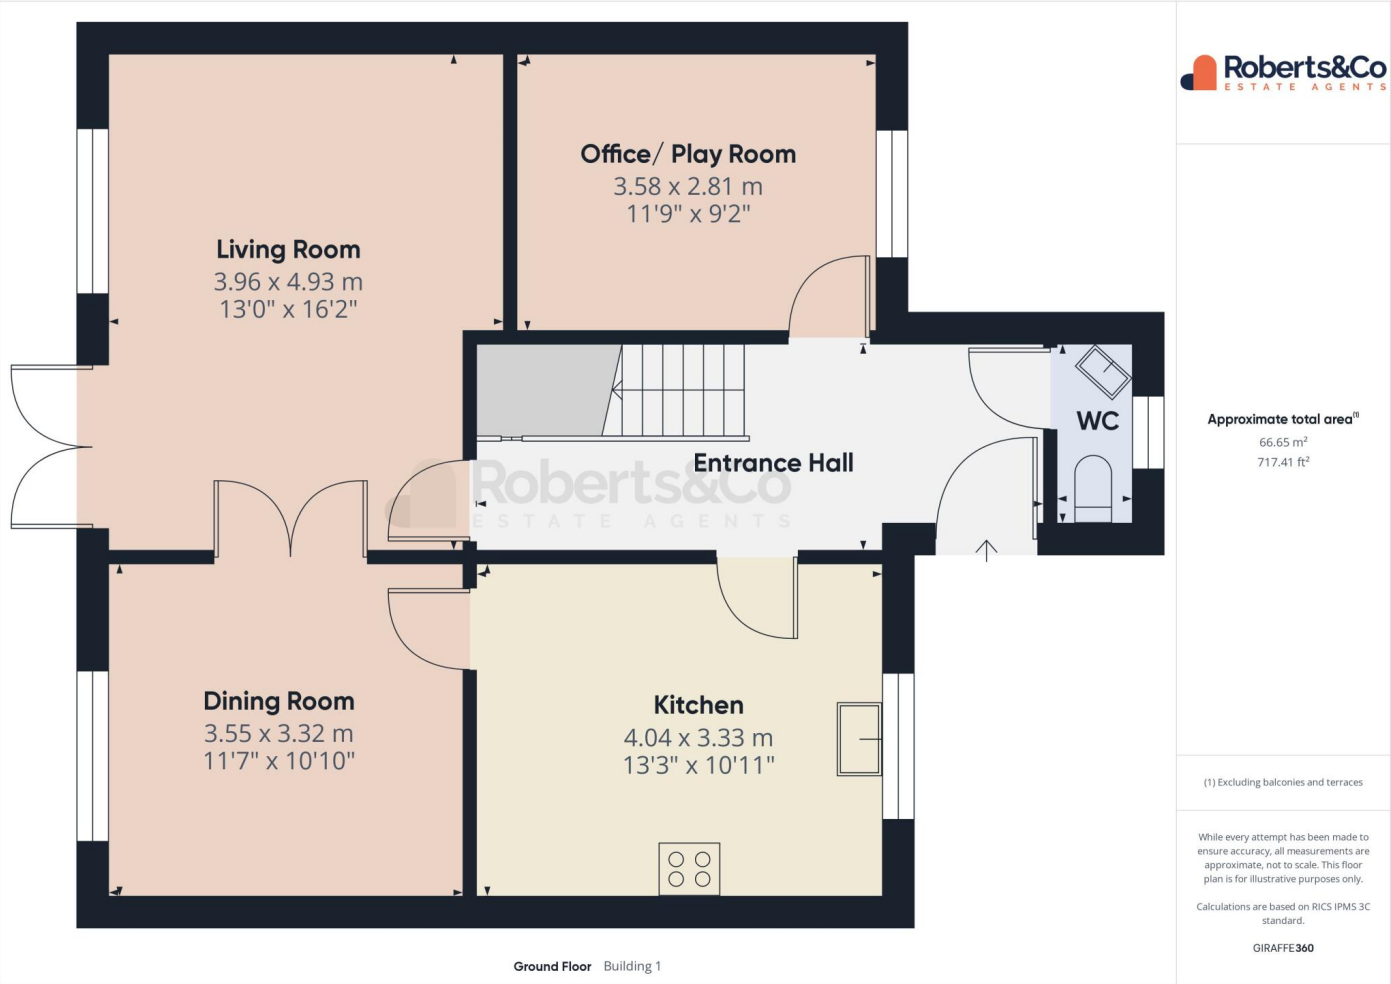 Living Room
3.96 x 4.93 m
13'0" x 16'2"
Office/ Play Room
3.58 x 2.81 m
11'9" x 9'2"
WC
Entrance Hall
Roberts&Co
ESTATE AGENTS
Dining Room
3.55 x 3.32 m
11'7" x 10'10"
Kitchen
4.04 x 3.33 m
13'3" x 10'11"
Ground Floor Building 1
Roberts&Co
ESTATE AGENTS
Approximate total area(1)
66.65 m²
717.41 ft²
(1) Excluding balconies and terraces
While every attempt has been made to
ensure accuracy, all measurements are
approximate, not to scale. This floor
plan is for illustrative purposes only.
Calculations are based on RICS IPMS 3C
standard.
GIRAFFE360